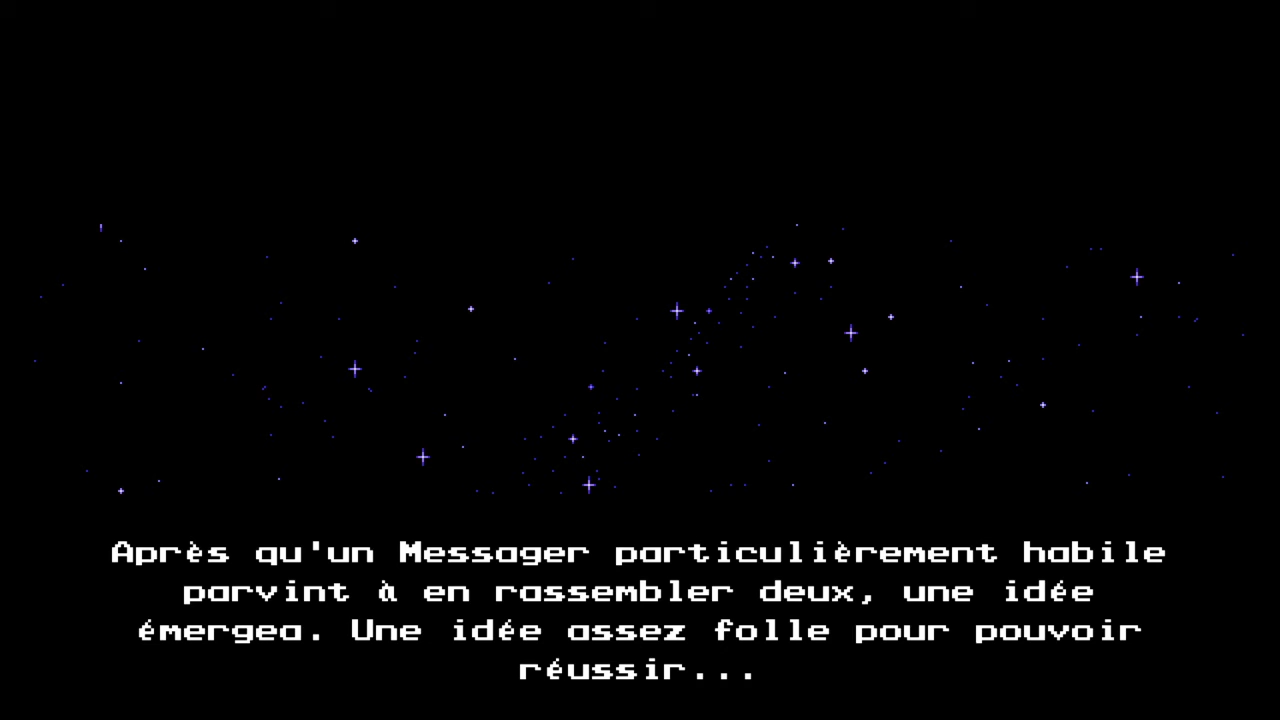 Après qu'un Messager particulièrement habile
parvint à en rassembler deux, une idée
émergea. Une idée assez folle pour pouvoir
réussir...